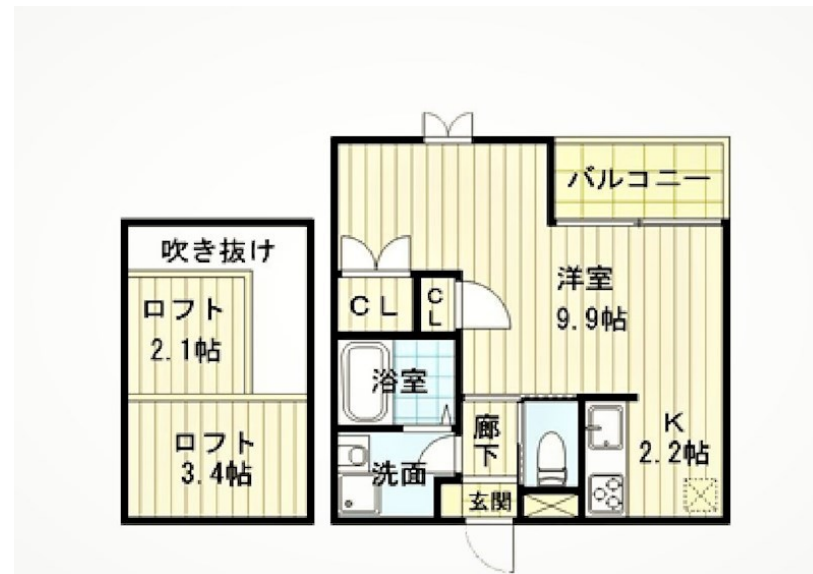 バルコニー
吹き抜け
ロフト
2.1帖
ロフト
3.4帖
洋室
9.9帖
CL
CL
浴室
廊下
洗面
玄関
K
2.2帖